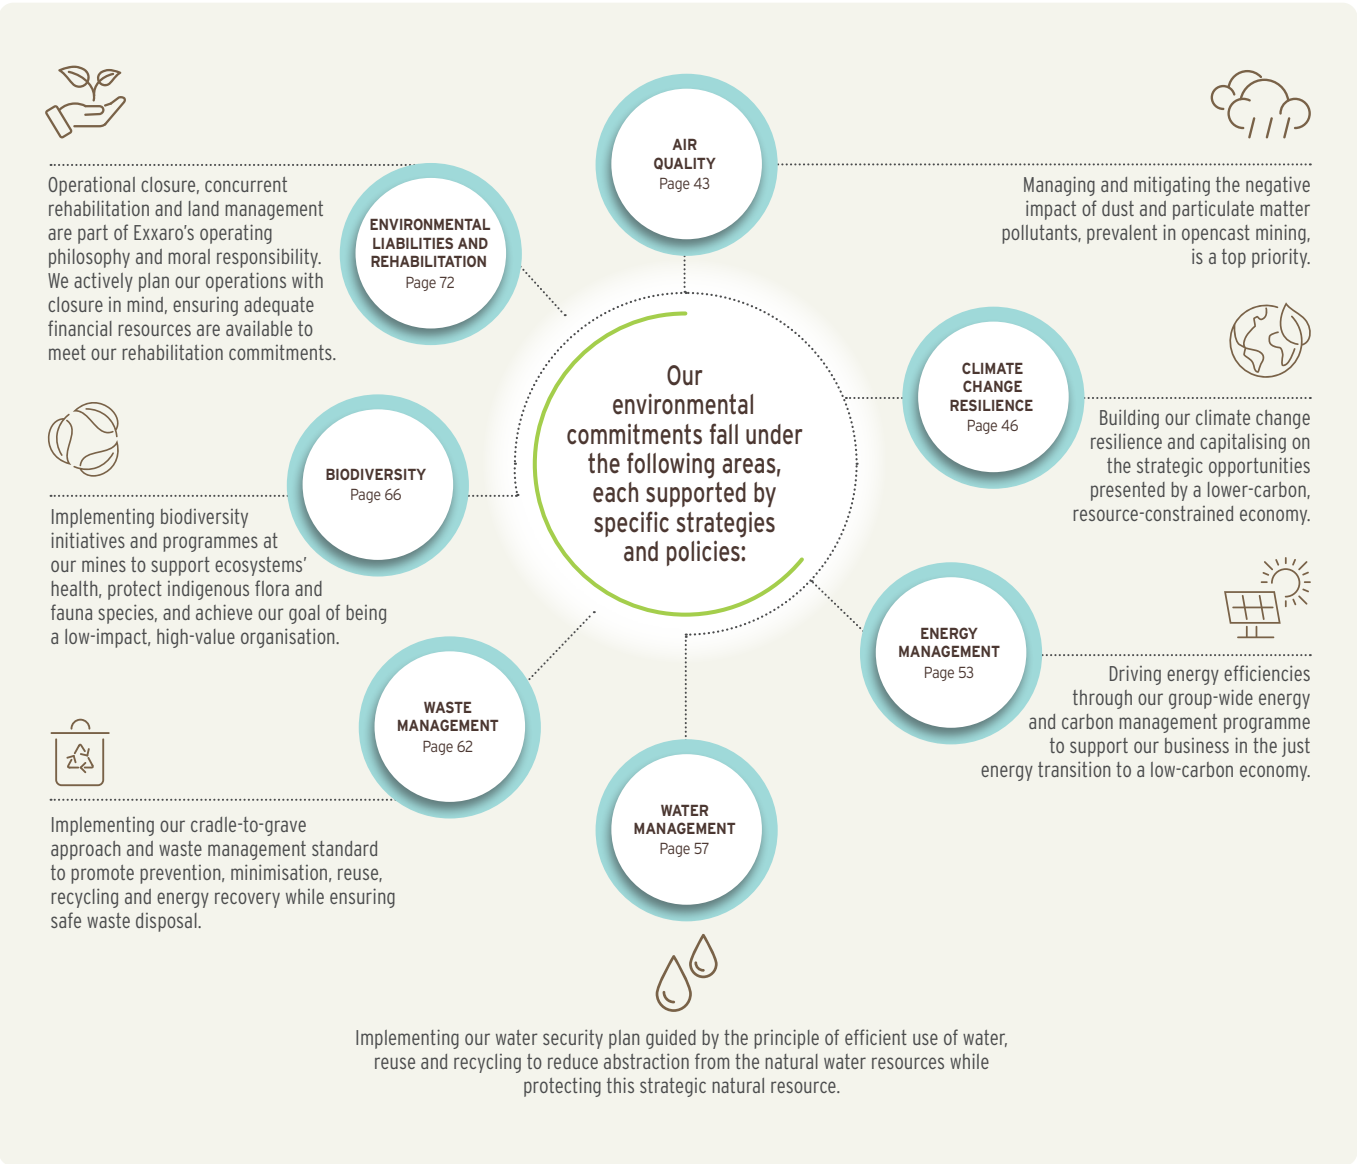 Our
environmental
commitments fall under
the following areas,
each supported by
specific strategies
and policies:
AIR
QUALITY
Page 43
Managing and mitigating the negative
impact of dust and particulate matter
pollutants, prevalent in opencast mining,
is a top priority.
CLIMATE
CHANGE
RESILIENCE
Page 46
Building our climate change
resilience and capitalising on
the strategic opportunities
presented by a lower-carbon,
resource-constrained economy.
ENERGY
MANAGEMENT
Page 53
Driving energy efficiencies
through our group-wide energy
and carbon management programme
to support our business in the just
energy transition to a low-carbon economy.
WATER
MANAGEMENT
Page 57
Implementing our water security plan guided by the principle of efficient use of water,
reuse and recycling to reduce abstraction from the natural water resources while
protecting this strategic natural resource.
WASTE
MANAGEMENT
Page 62
Implementing our cradle-to-grave
approach and waste management standard
to promote prevention, minimisation, reuse,
recycling and energy recovery while ensuring
safe waste disposal.
BIODIVERSITY
Page 66
Implementing biodiversity
initiatives and programmes at
our mines to support ecosystems’
health, protect indigenous flora and
fauna species, and achieve our goal of being
a low-impact, high-value organisation.
ENVIRONMENTAL
LIABILITIES AND
REHABILITATION
Page 72
Operational closure, concurrent
rehabilitation and land management
are part of Exxaro’s operating
philosophy and moral responsibility.
We actively plan our operations with
closure in mind, ensuring adequate
financial resources are available to
meet our rehabilitation commitments.